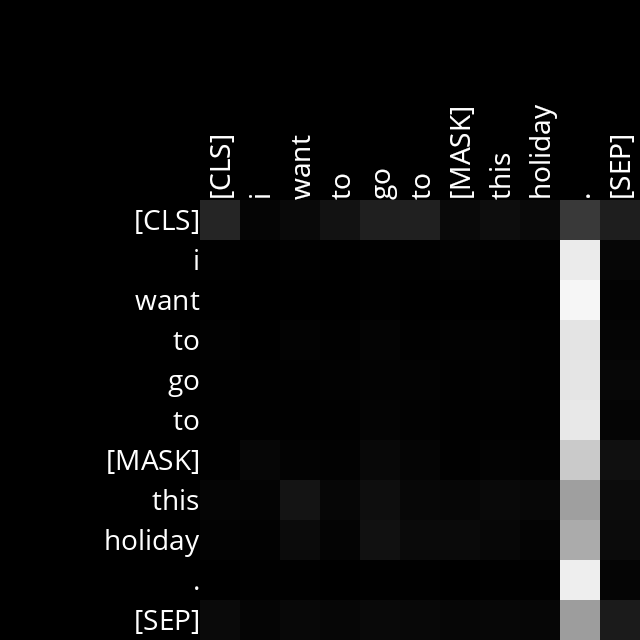 [CLS] i want to go to [MASK] this holiday . [SEP]
[CLS]
i
want
to
go
to
[MASK]
this
holiday
.
[SEP]